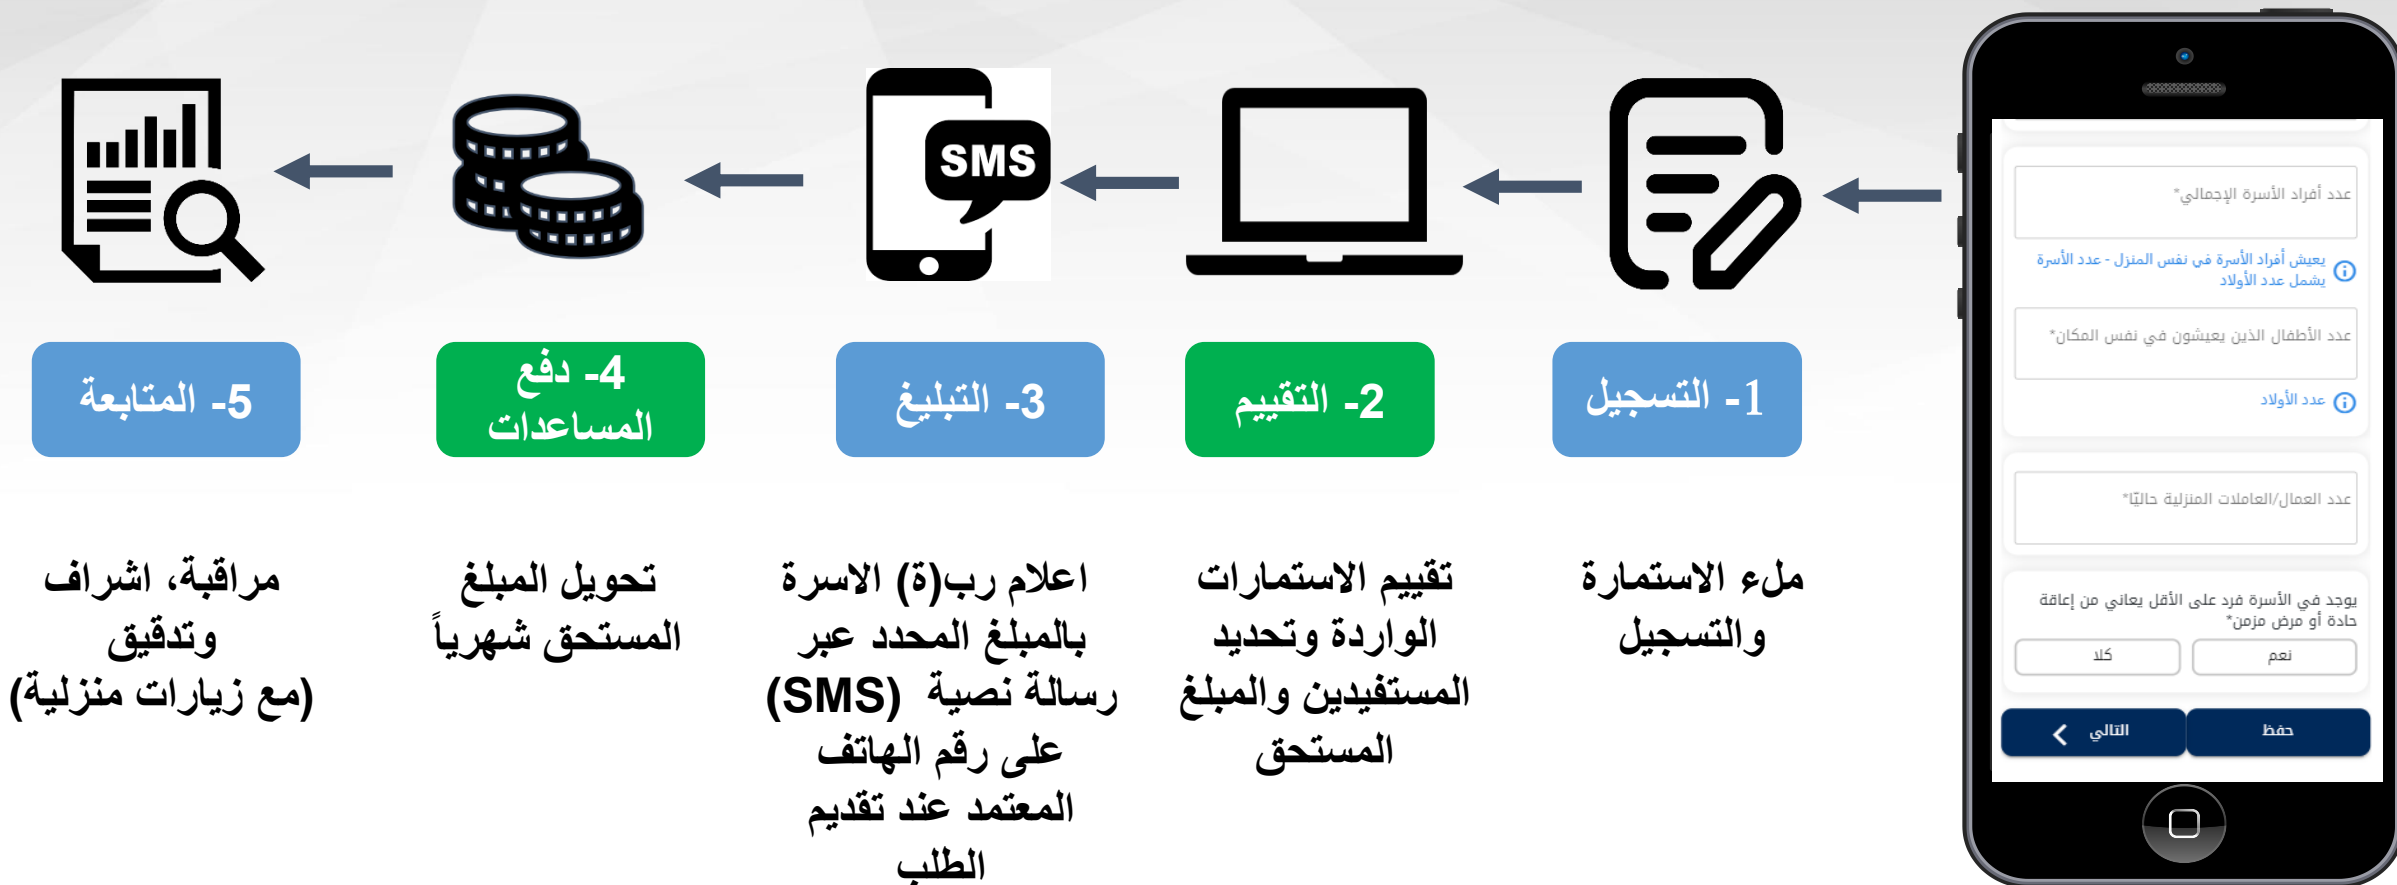 عدد أفراد الأسرة الإجمالي*
يعيش أفراد الأسرة في نفس المنزل - عدد الأسرة
يشمل عدد الأولاد
عدد الأطفال الذين يعيشون في نفس المكان*
عدد الأولاد
عدد العمال/العاملات المنزلية حاليًا*
يوجد في الأسرة فرد على الأقل يعاني من إعاقة
حادة أو مرض مزمن*
نعم
كلا
حفظ
التالي
1- التسجيل
ملء الاستمارة
والتسجيل
2- التقييم
تقييم الاستمارات
الواردة وتحديد
المستفيدين والمبلغ
المستحق
SMS
3- التبليغ
اعلام رب(ة) الاسرة
بالمبلغ المحدد عبر
رسالة نصية (SMS)
على رقم الهاتف
المعتمد عند تقديم
الطلب
4- دفع
المساعدات
تحويل المبلغ
المستحق شهرياً
5- المتابعة
مراقبة، اشراف
وتدقيق
(مع زيارات منزلية)